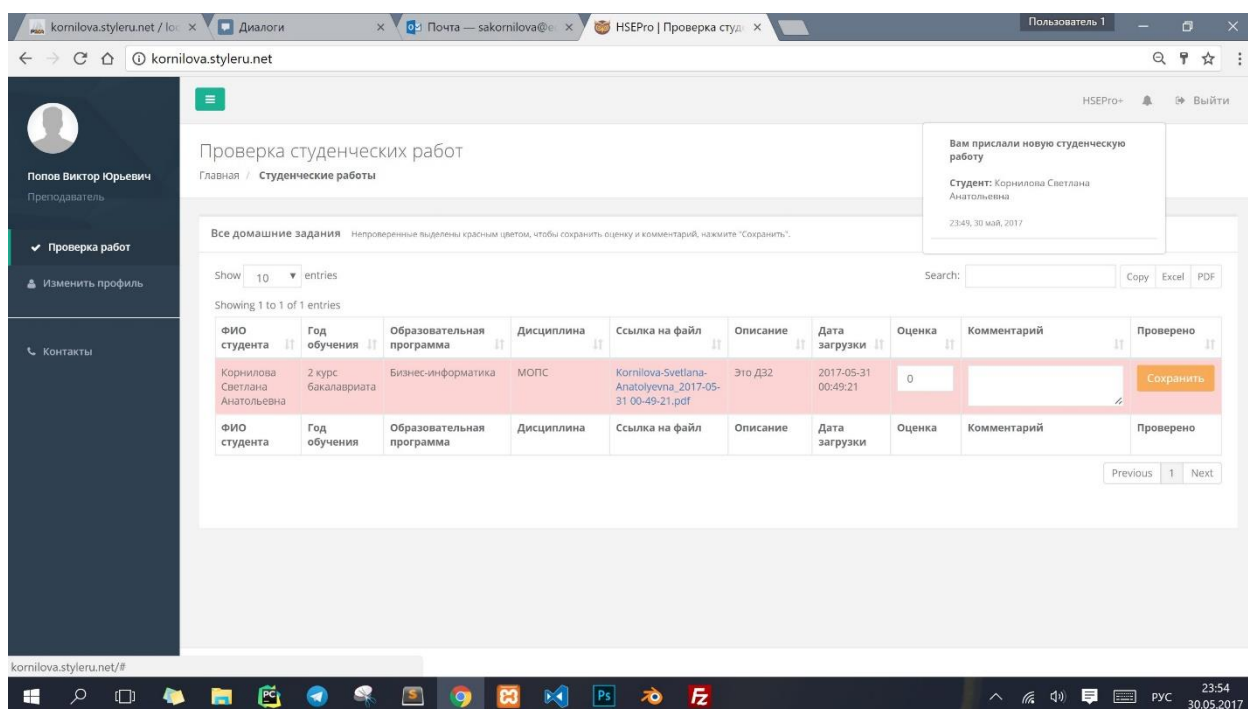 kornilova.styleru.net / loc
Диалоги
Почта — sakornilova@e
HSEPro | Проверка студ
Пользователь 1
kornilova.styleru.net
HSEPro+
Выйти
Попов Виктор Юрьевич
Преподаватель
Проверка работ
Изменить профиль
Контакты
Проверка студенческих работ
Главная / Студенческие работы
Вам прислали новую студенческую
работу
Студент: Корнилова Светлана
Анатольевна
23:49, 30 май, 2017
Все домашние задания Непроверенные выделены красным цветом, чтобы сохранить оценку и комментарий, нажмите "Сохранить".
Show 10 entries
Search:
Copy Excel PDF
Showing 1 to 1 of 1 entries
ФИО студента Год обучения Образовательная программа Дисциплина Ссылка на файл Описание Дата загрузки Оценка Комментарий Проверено
Корнилова Светлана Анатольевна 2 курс бакалавриата Бизнес-информатика МОПС Kornilova-Svetlana-Anatolyevna_2017-05-31 00-49-21.pdf Это ДЗ2 2017-05-31 00:49:21 0 Сохранить
ФИО студента Год обучения Образовательная программа Дисциплина Ссылка на файл Описание Дата загрузки Оценка Комментарий Проверено
Previous 1 Next
kornilova.styleru.net/#
РУС
23:54
30.05.2017